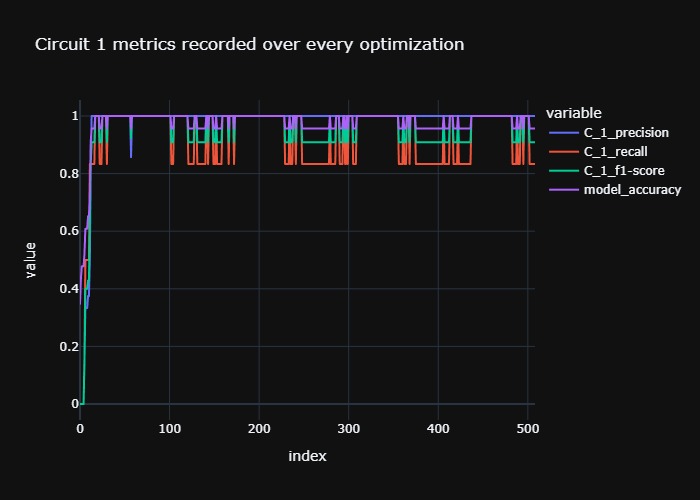 Circuit 1 metrics recorded over every optimization
variable
C_1_precision
C_1_recall
C_1_f1-score
model_accuracy
value
1
0.8
0.6
0.4
0.2
0
0 100 200 300 400 500
index